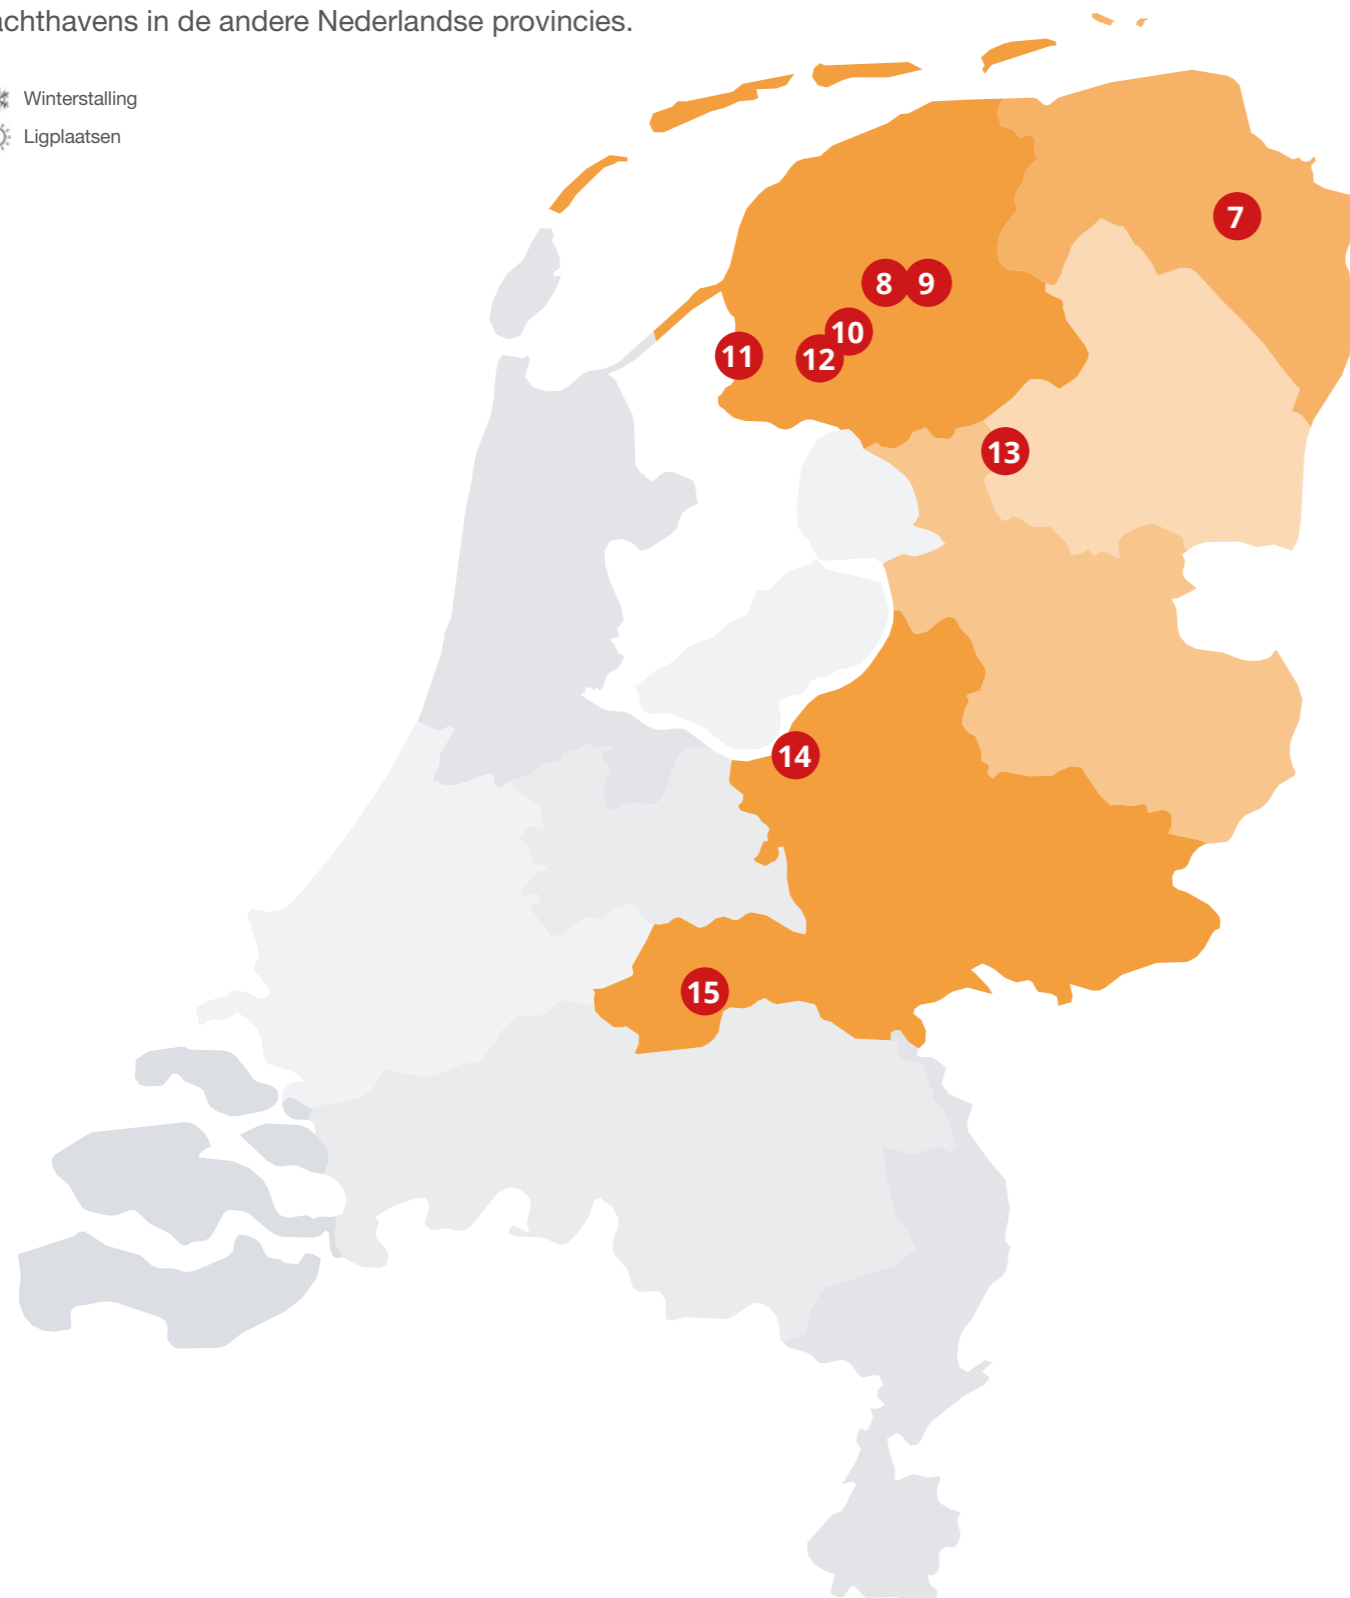 achthavens in de andere Nederlandse provincies.
Winterstalling
Ligplaatsen
7
8 9
10
11 12
13
14
15